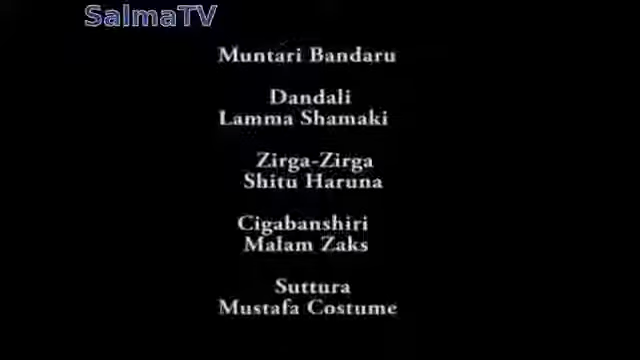 SalmaTV
Muntari Bandaru
Dandali
Lamma Shamaki
Zirga-Zirga
Shitu Haruna
Cigabanshiri
Malam Zaks
Suttura
Mustafa Costume